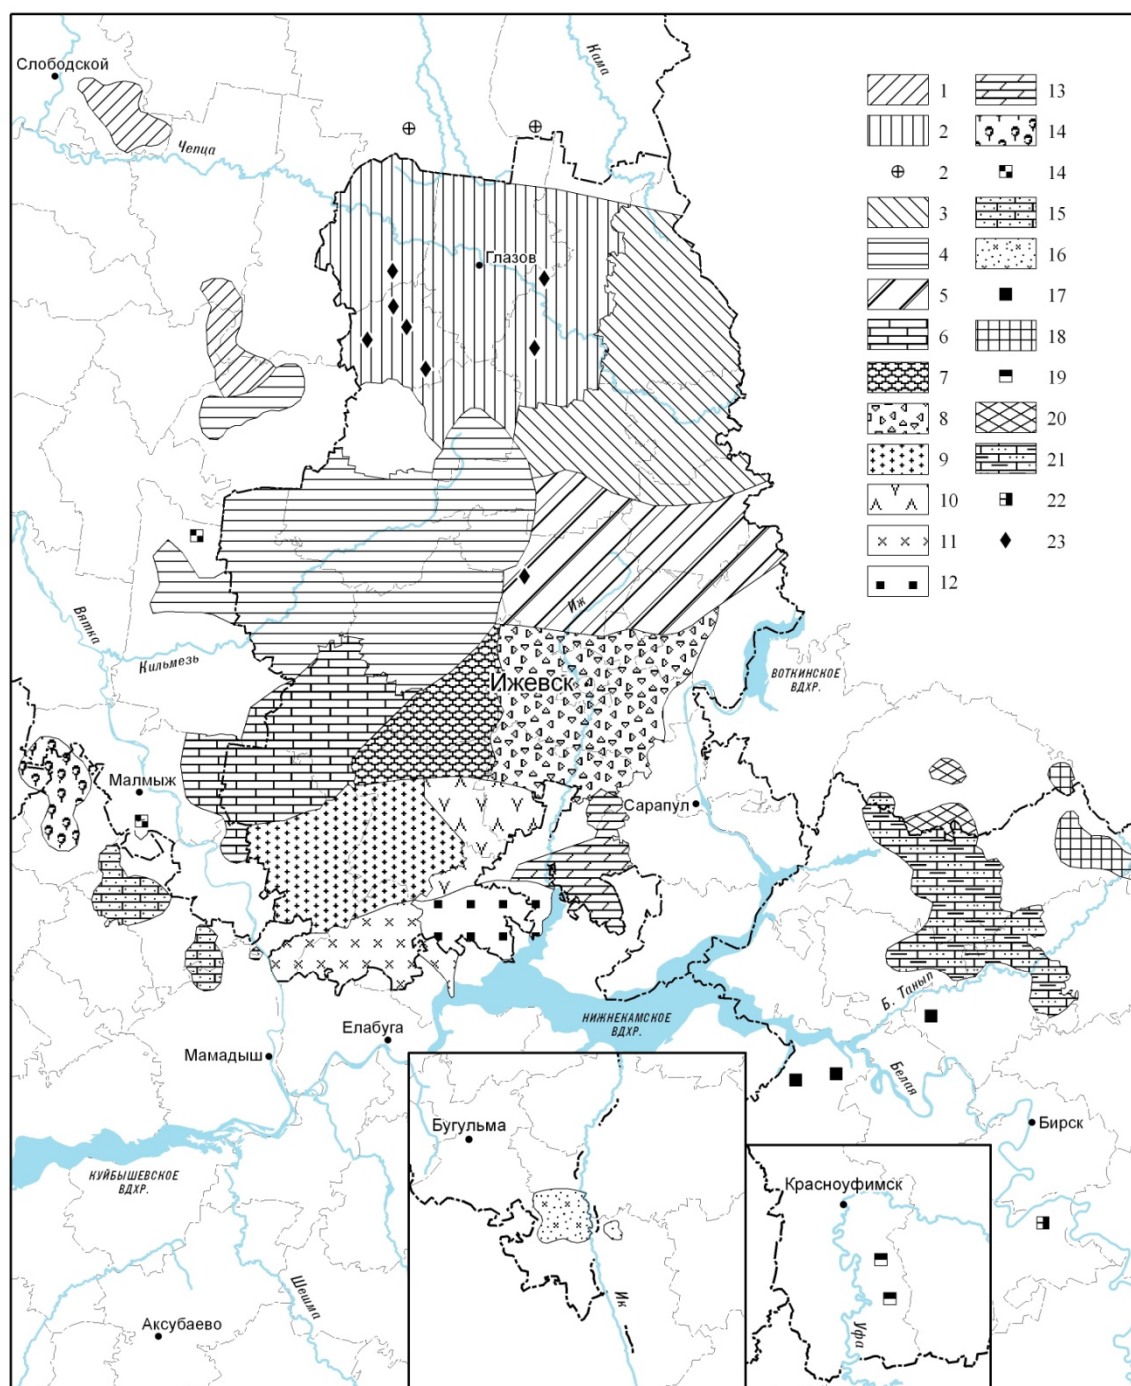 Слободской
Кама
Чепца
1
13
2
14
2
14
3
15
4
16
5
17
6
18
7
19
8
20
9
21
10
22
11
23
12
Глазов
Вятка
Кильмезь
Иж
Ижевск
ВОТКИНСКОЕ
ВДХР.
Малмыж
Сарапул
Б. Танып
НИЖНЕКАМСКОЕ
ВДХР.
Елабуга
Мамадыш
Белая
Бирск
Бугульма
КУЙБЫШЕВСКОЕ
ВДХР.
Красноуфимск
Шешма
Ик
Уфа
Аксубаево